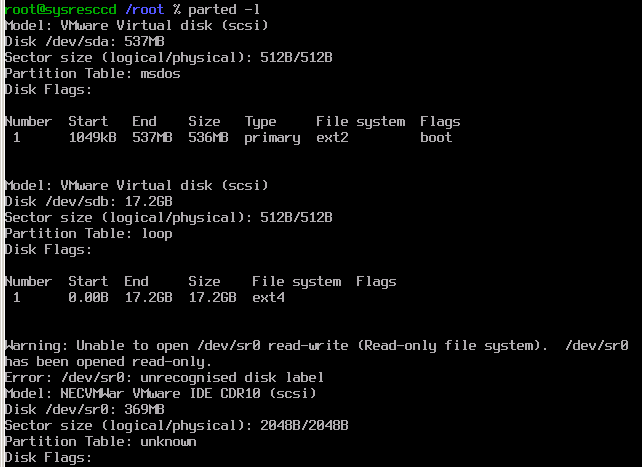 root@sysresccd /root % parted -l
Model: VMware Virtual disk (scsi)
Disk /dev/sda: 537MB
Sector size (logical/physical): 512B/512B
Partition Table: msdos
Disk Flags:
Number  Start   End    Size   Type     File system  Flags
 1      1049kB  537MB  536MB  primary  ext2         boot
Model: VMware Virtual disk (scsi)
Disk /dev/sdb: 17.2GB
Sector size (logical/physical): 512B/512B
Partition Table: loop
Disk Flags:
Number  Start  End     Size    File system  Flags
 1      0.00B  17.2GB  17.2GB  ext4
Warning: Unable to open /dev/sr0 read-write (Read-only file system).  /dev/sr0
has been opened read-only.
Error: /dev/sr0: unrecognised disk label
Model: NECVMWar VMware IDE CDR10 (scsi)
Disk /dev/sr0: 369MB
Sector size (logical/physical): 2048B/2048B
Partition Table: unknown
Disk Flags: